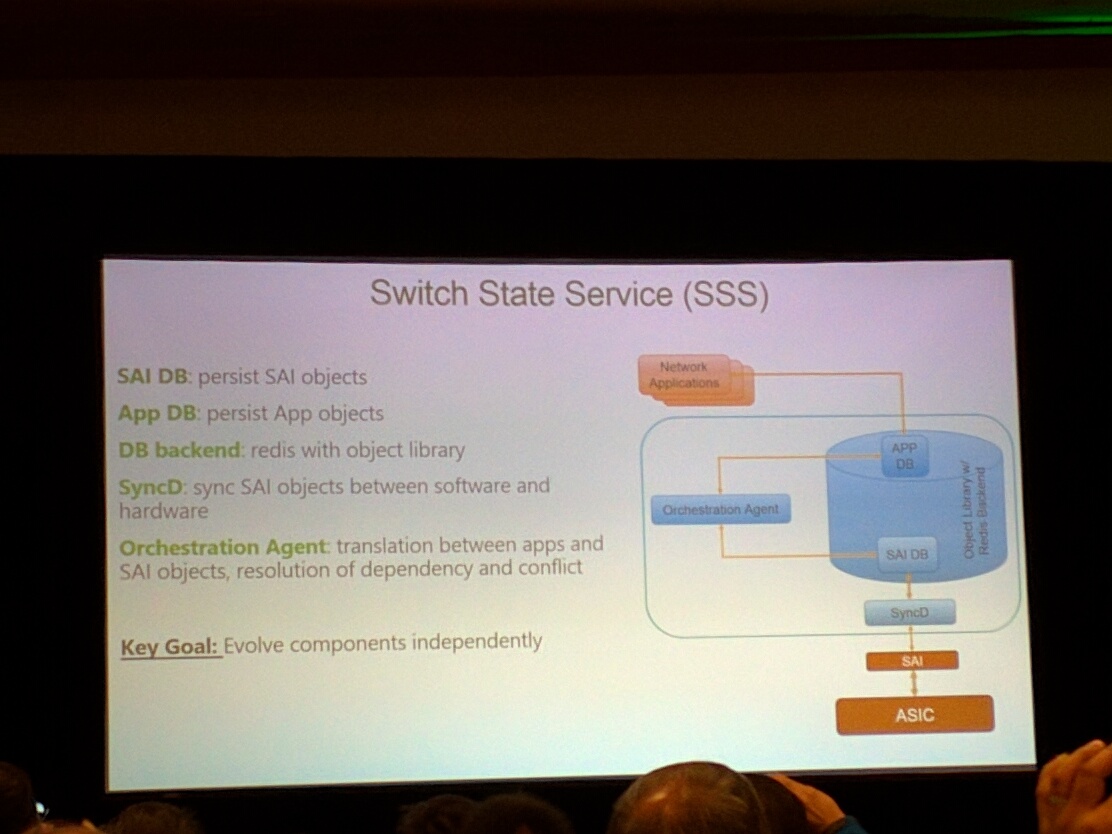 Switch State Service (SSS)
SAI DB: persist SAI objects
App DB: persist App objects
DB backend: redis with object library
SyncD: sync SAI objects between software and
hardware
Orchestration Agent: translation between apps and
SAI objects, resolution of dependency and conflict
Key Goal: Evolve components independently
Network
Applications
APP
DB
Orchestration Agent
Object Library w/
Redis Backend
SAI DB
SyncD
SAI
ASIC